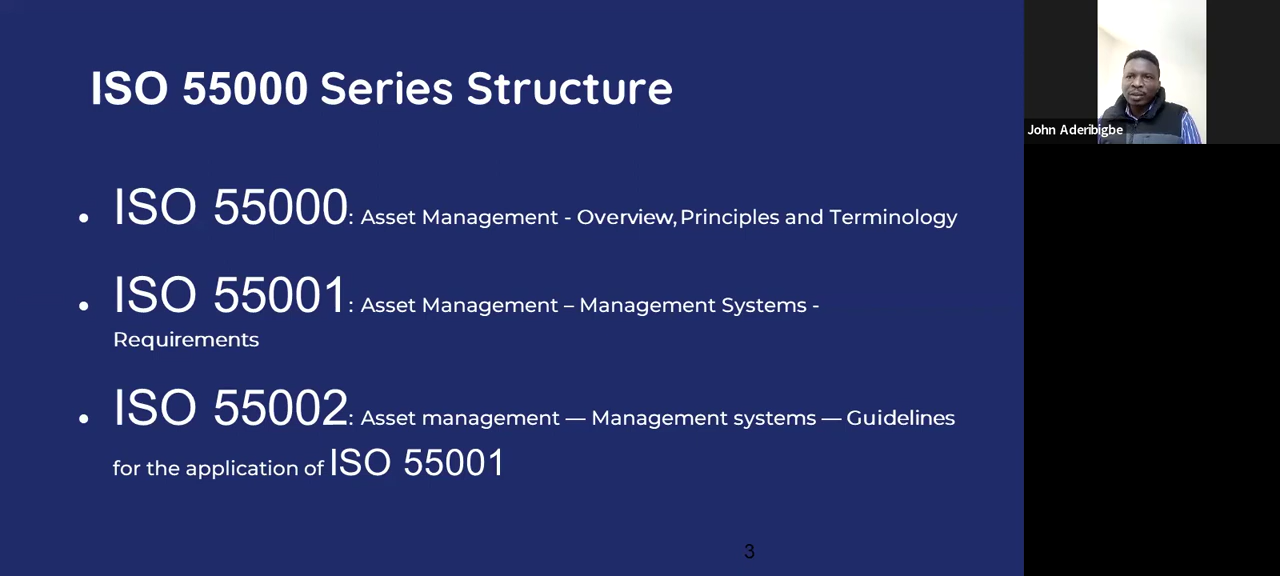 ISO 55000 Series Structure
• ISO 55000: Asset Management - Overview, Principles and Terminology
• ISO 55001: Asset Management – Management Systems -
Requirements
• ISO 55002: Asset management — Management systems — Guidelines
for the application of ISO 55001
3
John Aderibigbe